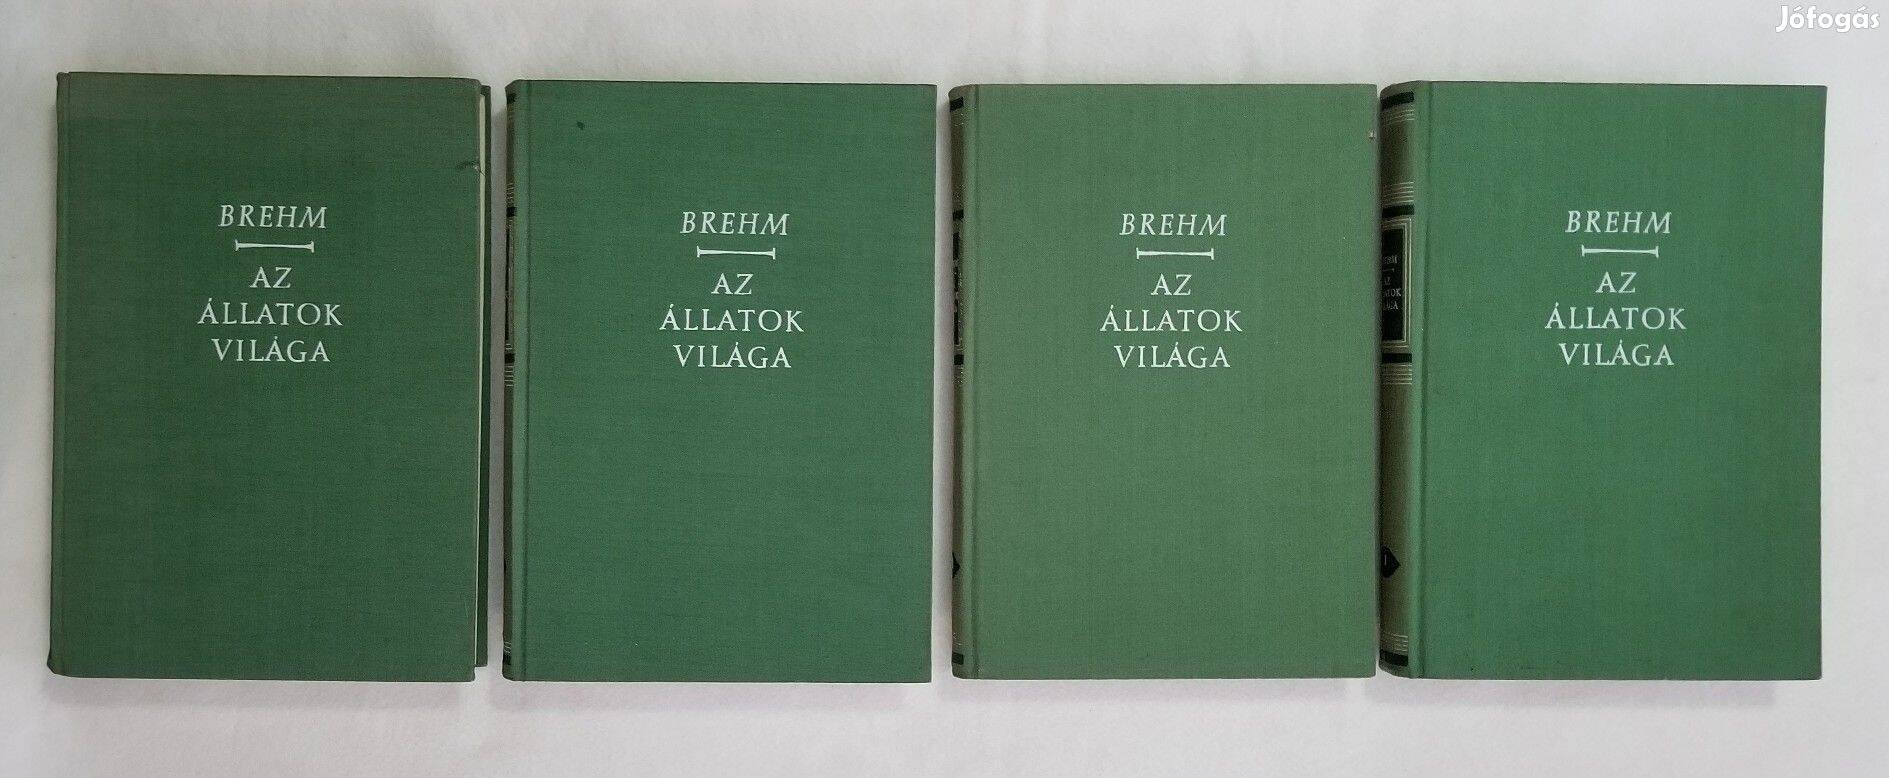 Jófogás
BREHM
AZ
ÁLLATOK
VILÁGA
BREHM
AZ
ÁLLATOK
VILÁGA
BREHM
AZ
ÁLLATOK
VILÁGA
BREHM
AZ
ÁLLATOK
VILÁGA